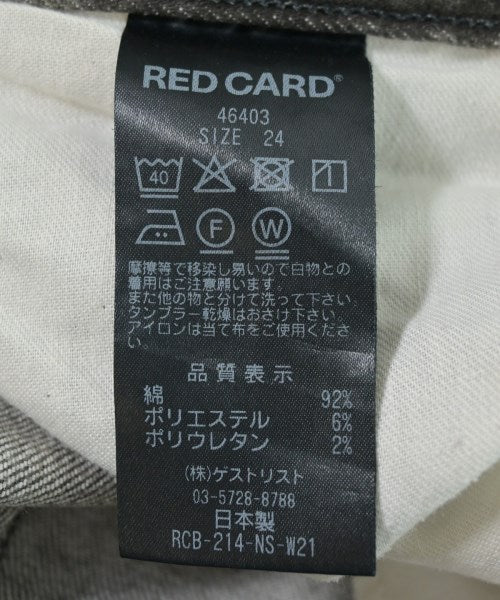 RED CARD®
46403
SIZE 24
40
F W
摩擦等で移染し易いので白物との
着用はご注意願います。
また他の物と分けて洗って下さい。
タンブラー乾燥はおさけ下さい。
アイロンは当て布をご使用くださ
い。
品質表示
綿 92%
ポリエステル 6%
ポリウレタン 2%
(株)ゲストリスト
03-5728-8788
日本製
RCB-214-NS-W21